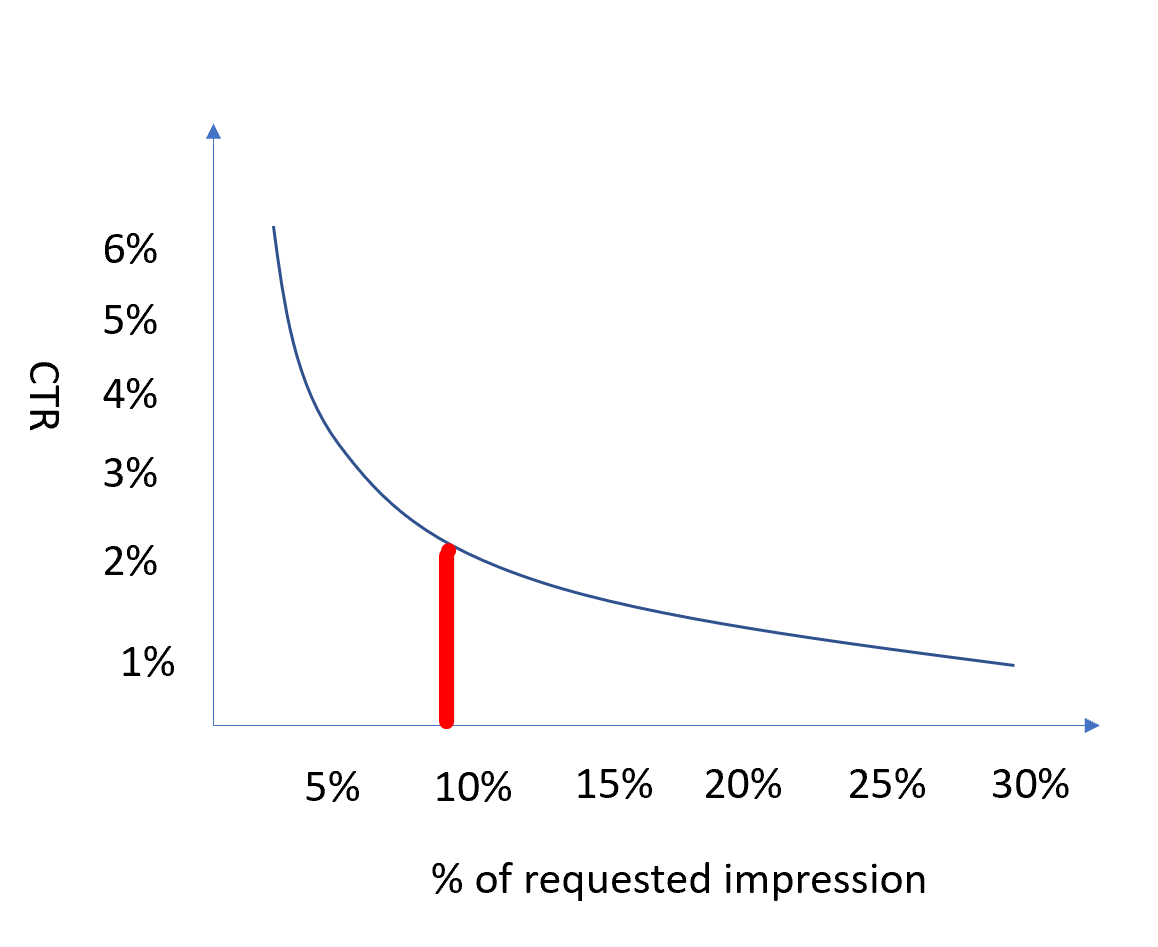 6%
5%
4%
3%
2%
1%
CTR
5% 10% 15% 20% 25% 30%
% of requested impression